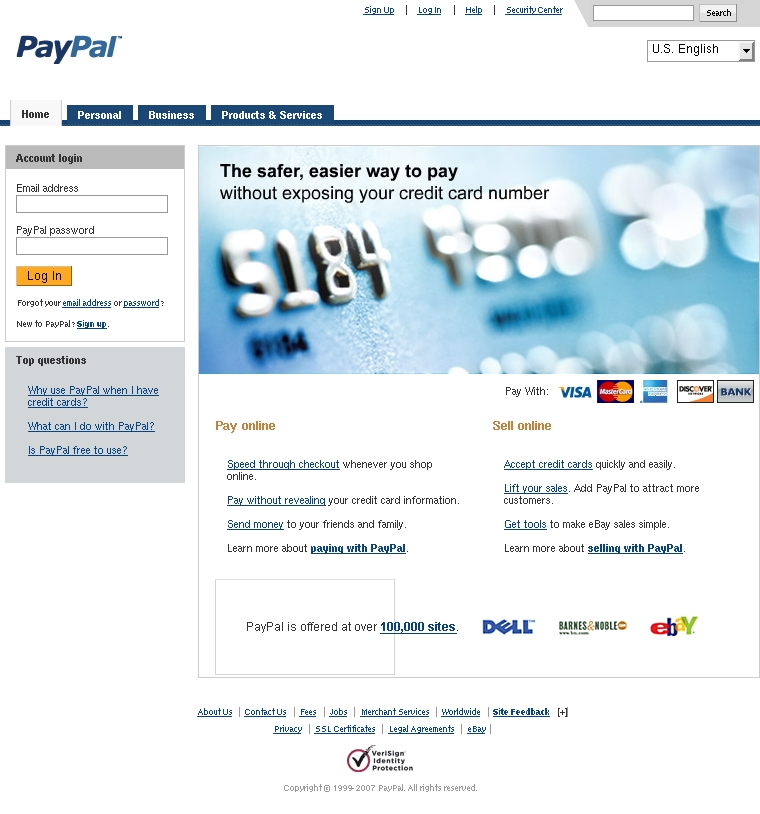 Sign Up | Log In | Help | Security Center Search
PayPal™
U.S. English
Home Personal Business Products & Services
Account login
Email address
PayPal password
Log In
Forgot your email address or password?
New to PayPal? Sign up.
Top questions
Why use PayPal when I have
credit cards?
What can I do with PayPal?
Is PayPal free to use?
The safer, easier way to pay
without exposing your credit card number
5184
5184
Pay With: VISA MasterCard DISCOVER BANK
Pay online
Speed through checkout whenever you shop
online.
Pay without revealing your credit card information.
Send money to your friends and family.
Learn more about paying with PayPal.
Sell online
Accept credit cards quickly and easily.
Lift your sales. Add PayPal to attract more
customers.
Get tools to make eBay sales simple.
Learn more about selling with PayPal.
PayPal is offered at over 100,000 sites. DELL™ BARNES&NOBLE www.bn.com ebY
About Us | Contact Us | Fees | Jobs | Merchant Services | Worldwide | Site Feedback [+]
Privacy | SSL Certificates | Legal Agreements | eBay |
VeriSign
Identity
Protection
Copyright © 1999-2007 PayPal. All rights reserved.